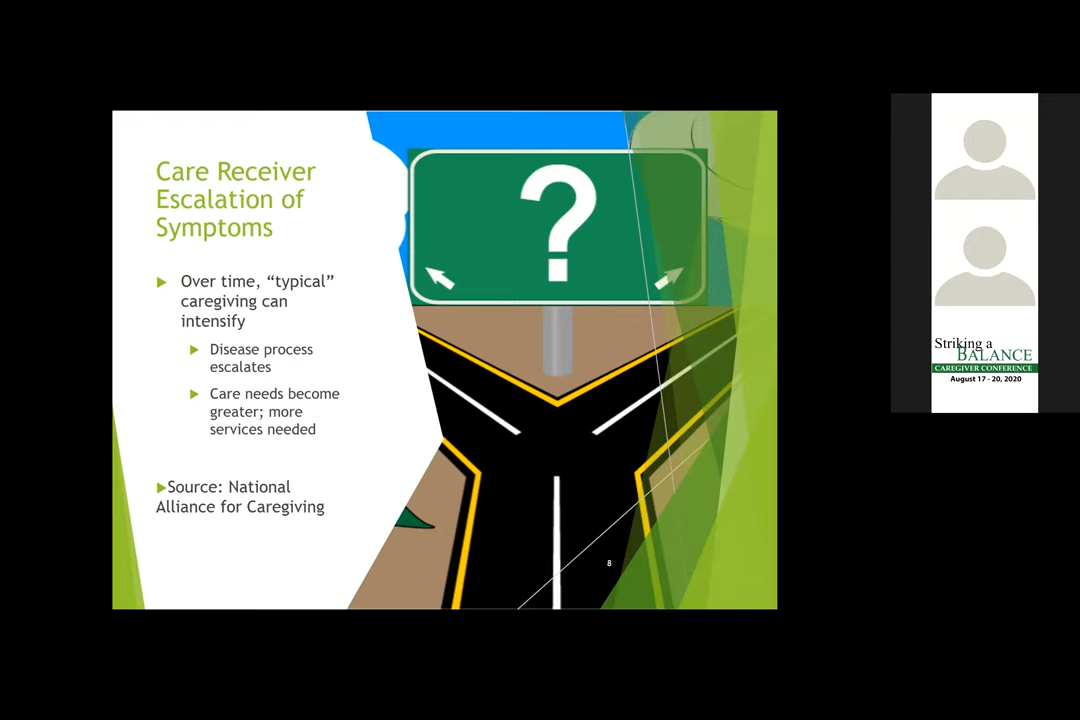 Care Receiver
Escalation of
Symptoms
Over time, “typical”
caregiving can
intensify
Disease process
escalates
Care needs become
greater; more
services needed
Source: National
Alliance for Caregiving
?
8
Striking a
BALANCE
CAREGIVER CONFERENCE
August 17 - 20, 2020